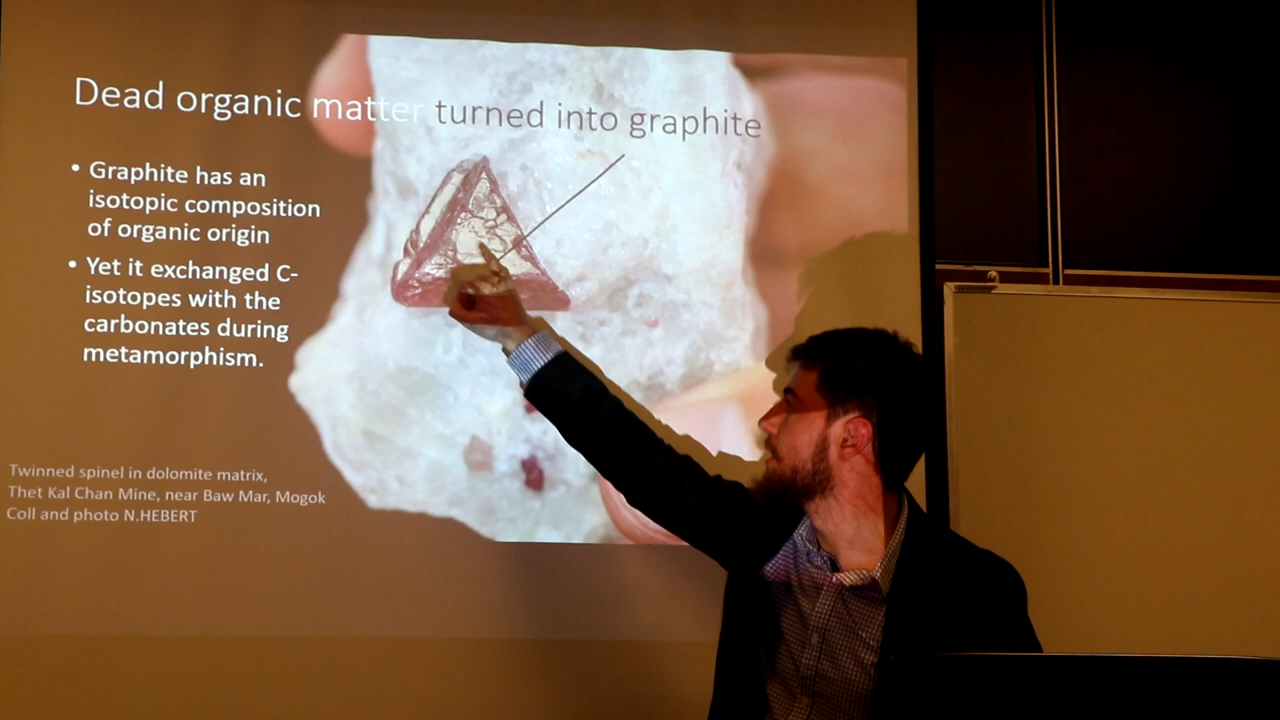 Dead organic matter turned into graphite
• Graphite has an
isotopic composition
of organic origin
• Yet it exchanged C-
isotopes with the
carbonates during
metamorphism.
Twinned spinel in dolomite matrix,
Thet Kal Chan Mine, near Baw Mar, Mogok
Coll and photo N.HEBERT